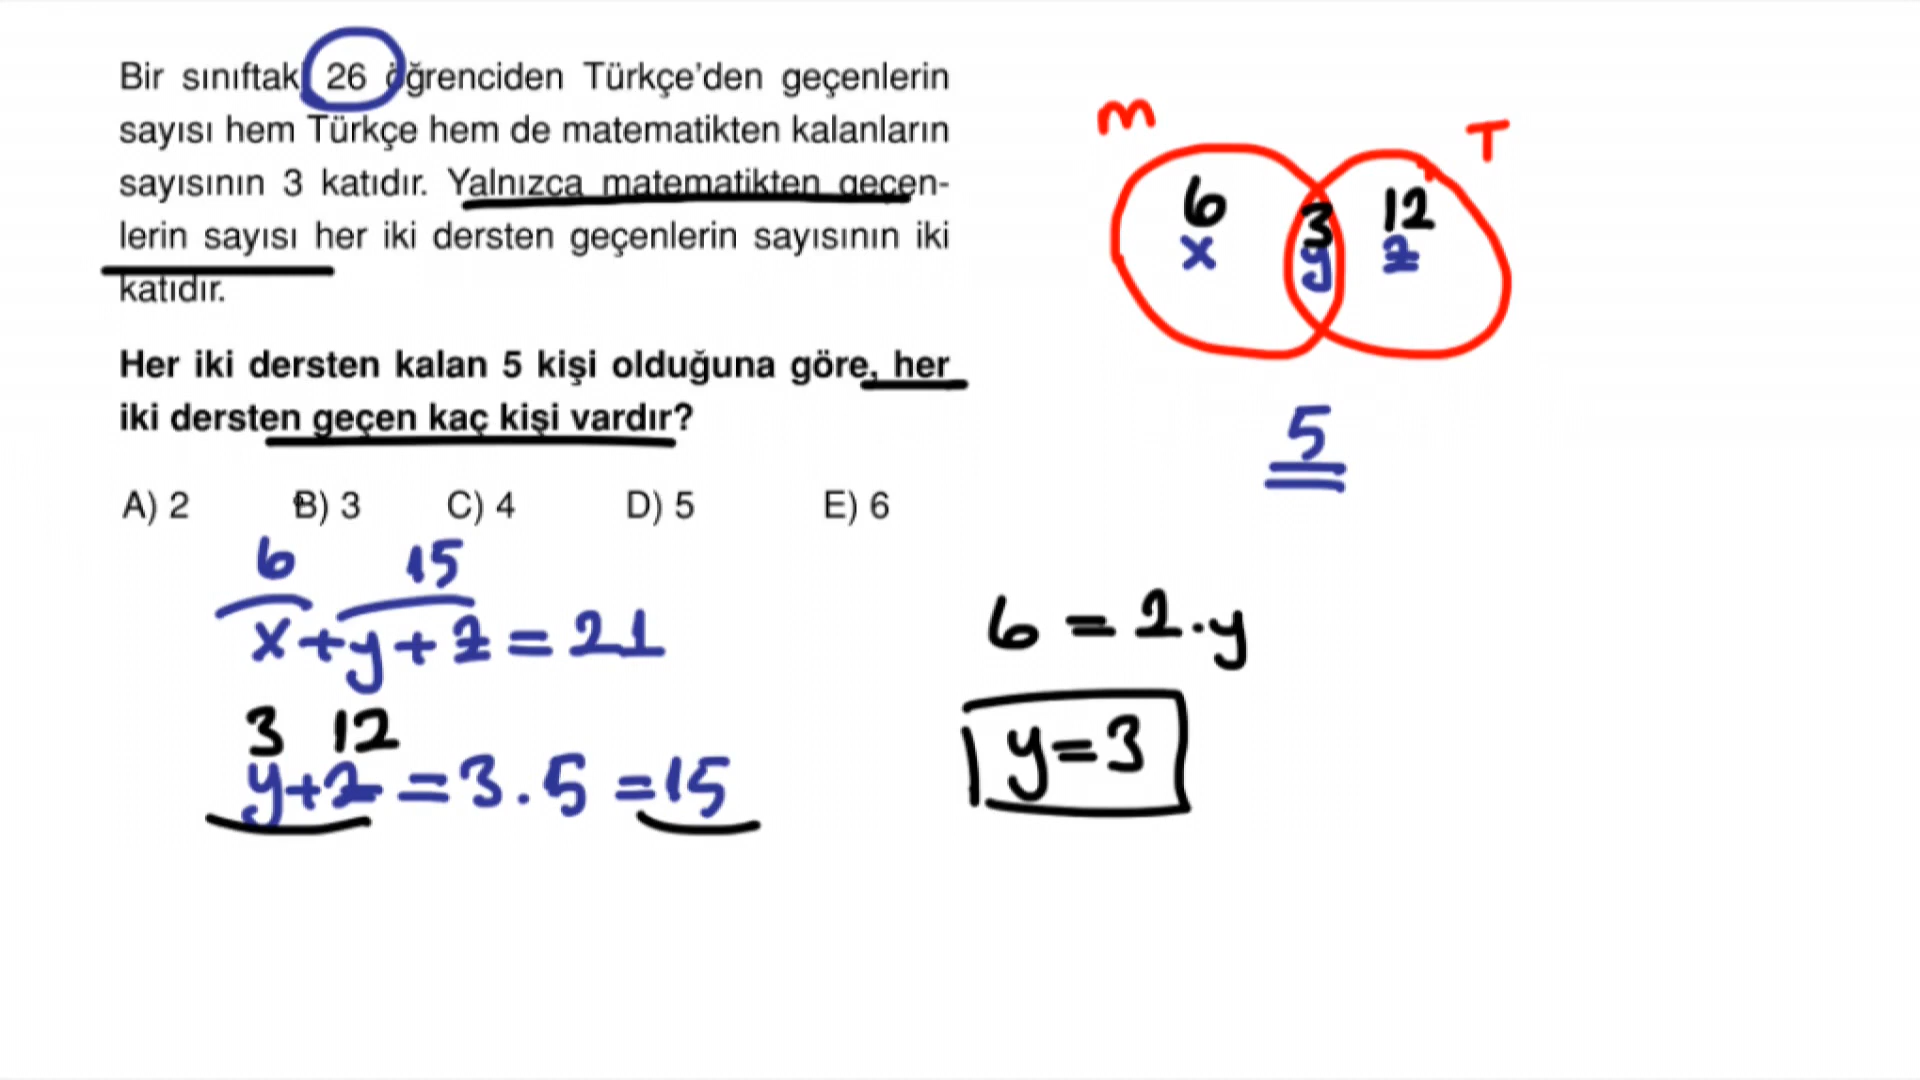 Bir sınıftaki 26 öğrenciden Türkçe'den geçenlerin
sayısı hem Türkçe hem de matematikten kalanların
sayısının 3 katıdır. Yalnızca matematikten geçen-
lerin sayısı her iki dersten geçenlerin sayısının iki
katıdır.
Her iki dersten kalan 5 kişi olduğuna göre, her
iki dersten geçen kaç kişi vardır?
A) 2 B) 3 C) 4 D) 5 E) 6
6 15
x+y+z=21
3 12
y+z=3.5=15
M T
6 3 12
x y z
5
6=2.y
y=3